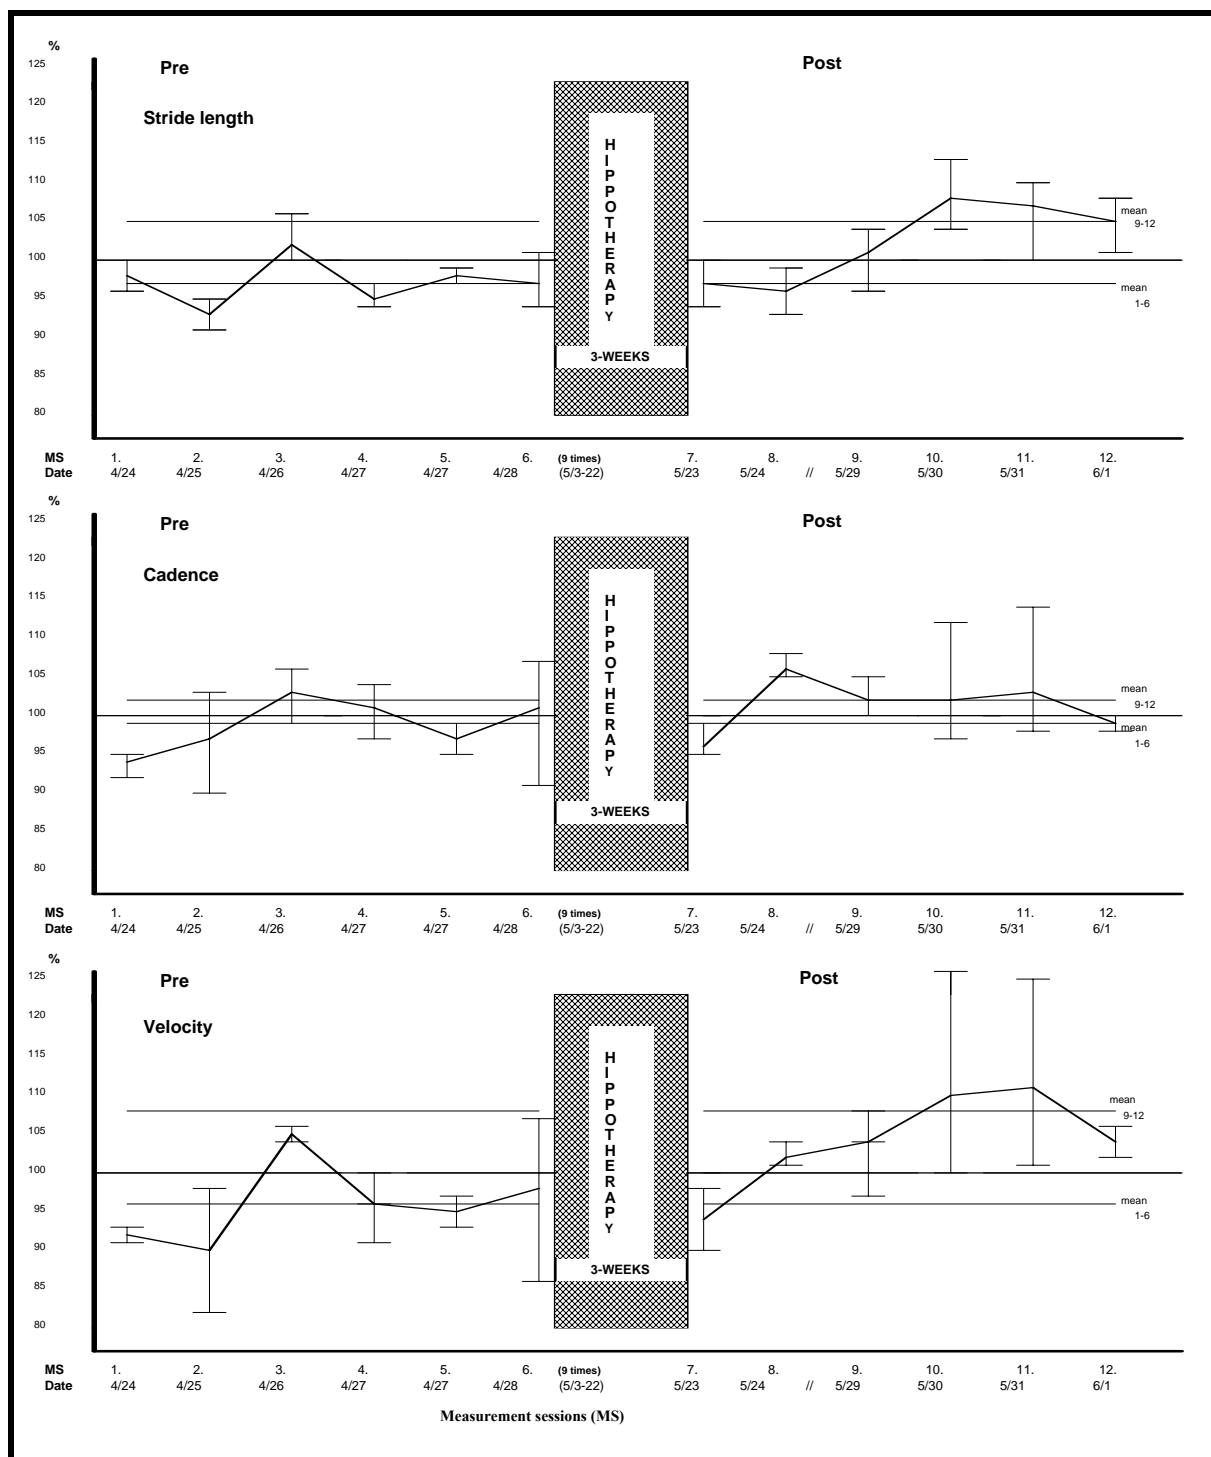 %
125
Pre
Post
120
Stride length
115
HIPPOTHERAPY
110
105
mean
9-12
100
95
mean
1-6
90
3-WEEKS
85
80
MS 1. 2. 3. 4. 5. 6. (9 times) 7. 8. 9. 10. 11. 12.
Date 4/24 4/25 4/26 4/27 4/27 4/28 (5/3-22) 5/23 5/24 // 5/29 5/30 5/31 6/1
%
125
Pre
Post
120
Cadence
115
HIPPOTHERAPY
110
105
mean
9-12
100
mean
1-6
95
90
3-WEEKS
85
80
MS 1. 2. 3. 4. 5. 6. (9 times) 7. 8. 9. 10. 11. 12.
Date 4/24 4/25 4/26 4/27 4/27 4/28 (5/3-22) 5/23 5/24 // 5/29 5/30 5/31 6/1
%
125
Pre
Post
120
Velocity
115
HIPPOTHERAPY
110
mean
9-12
105
100
95
mean
1-6
90
3-WEEKS
85
80
MS 1. 2. 3. 4. 5. 6. (9 times) 7. 8. 9. 10. 11. 12.
Date 4/24 4/25 4/26 4/27 4/27 4/28 (5/3-22) 5/23 5/24 // 5/29 5/30 5/31 6/1
Measurement sessions (MS)